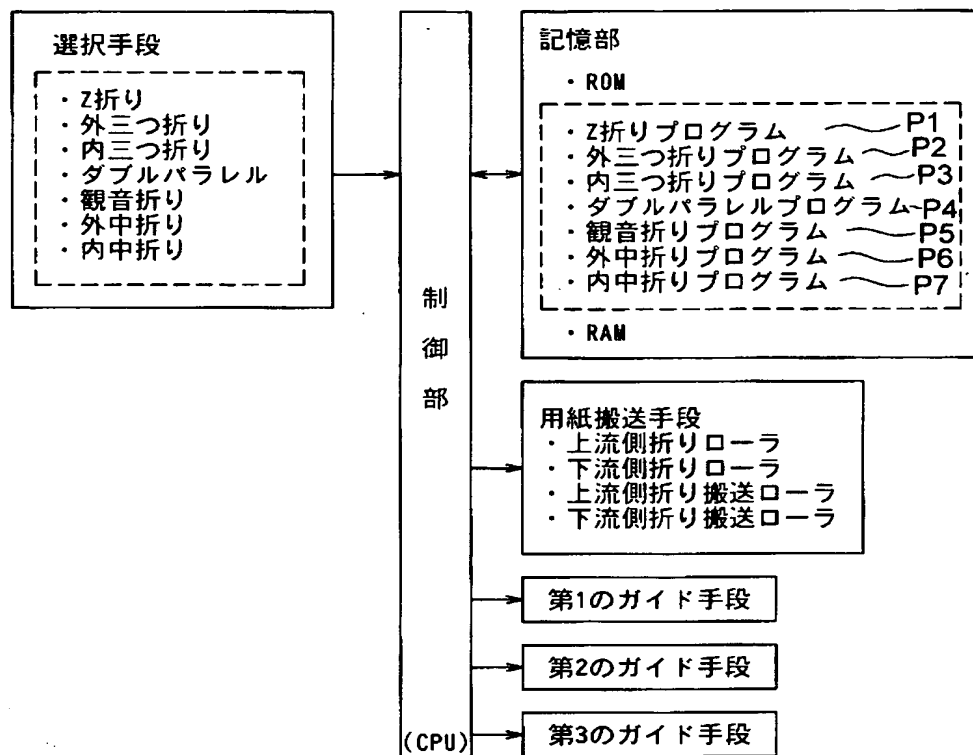 選択手段
・Z折り
・外三つ折り
・内三つ折り
・ダブルパラレル
・観音折り
・外中折り
・内中折り
制御部
(CPU)
記憶部
・ROM
・Z折りプログラム P1
・外三つ折りプログラム P2
・内三つ折りプログラム P3
・ダブルパラレルプログラム P4
・観音折りプログラム P5
・外中折りプログラム P6
・内中折りプログラム P7
・RAM
用紙搬送手段
・上流側折りローラ
・下流側折りローラ
・上流側折り搬送ローラ
・下流側折り搬送ローラ
第1のガイド手段
第2のガイド手段
第3のガイド手段